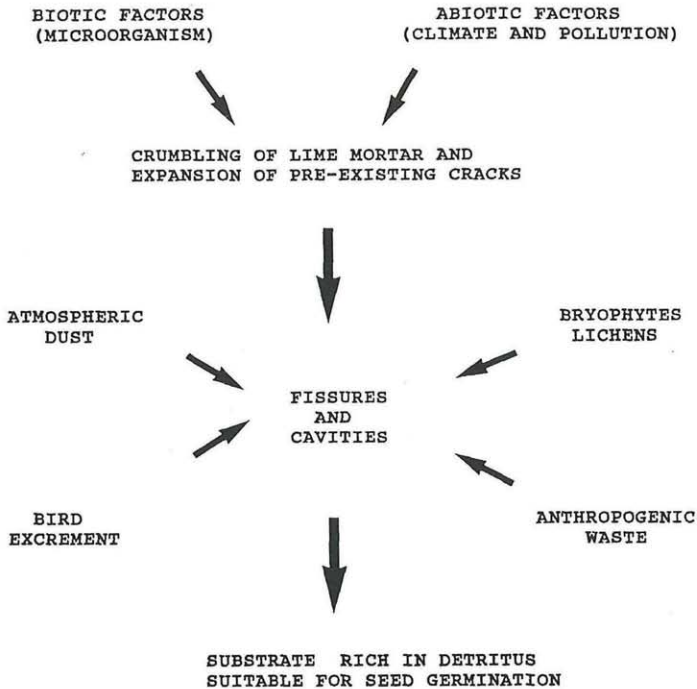 BIOTIC FACTORS
(MICROORGANISM)
ABIOTIC FACTORS
(CLIMATE AND POLLUTION)
CRUMBLING OF LIME MORTAR AND
EXPANSION OF PRE-EXISTING CRACKS
ATMOSPHERIC
DUST
BRYOPHYTES
LICHENS
FISSURES
AND
CAVITIES
BIRD
EXCREMENT
ANTHROPOGENIC
WASTE
SUBSTRATE RICH IN DETRITUS
SUITABLE FOR SEED GERMINATION